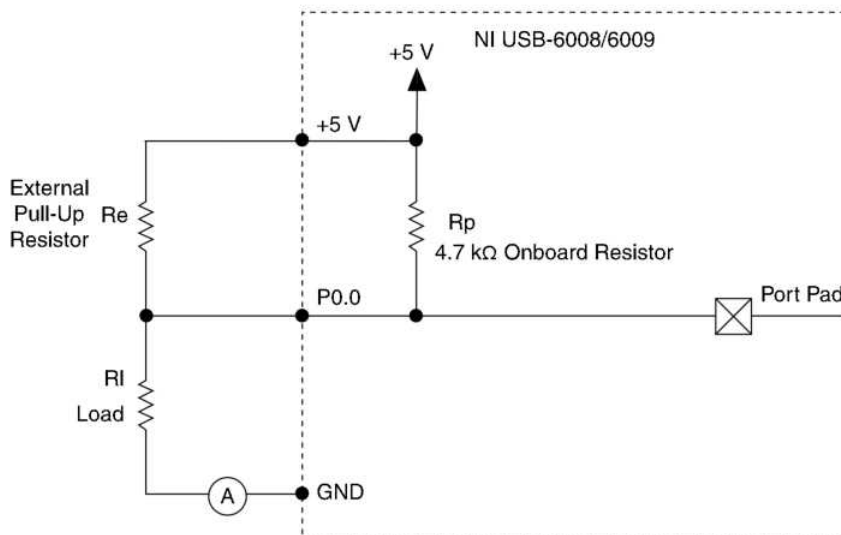 NI USB-6008/6009
+5 V
+5 V
External
Pull-Up
Resistor
Re
Rp
4.7 kΩ Onboard Resistor
P0.0
Port Pad
Rl
Load
A
GND